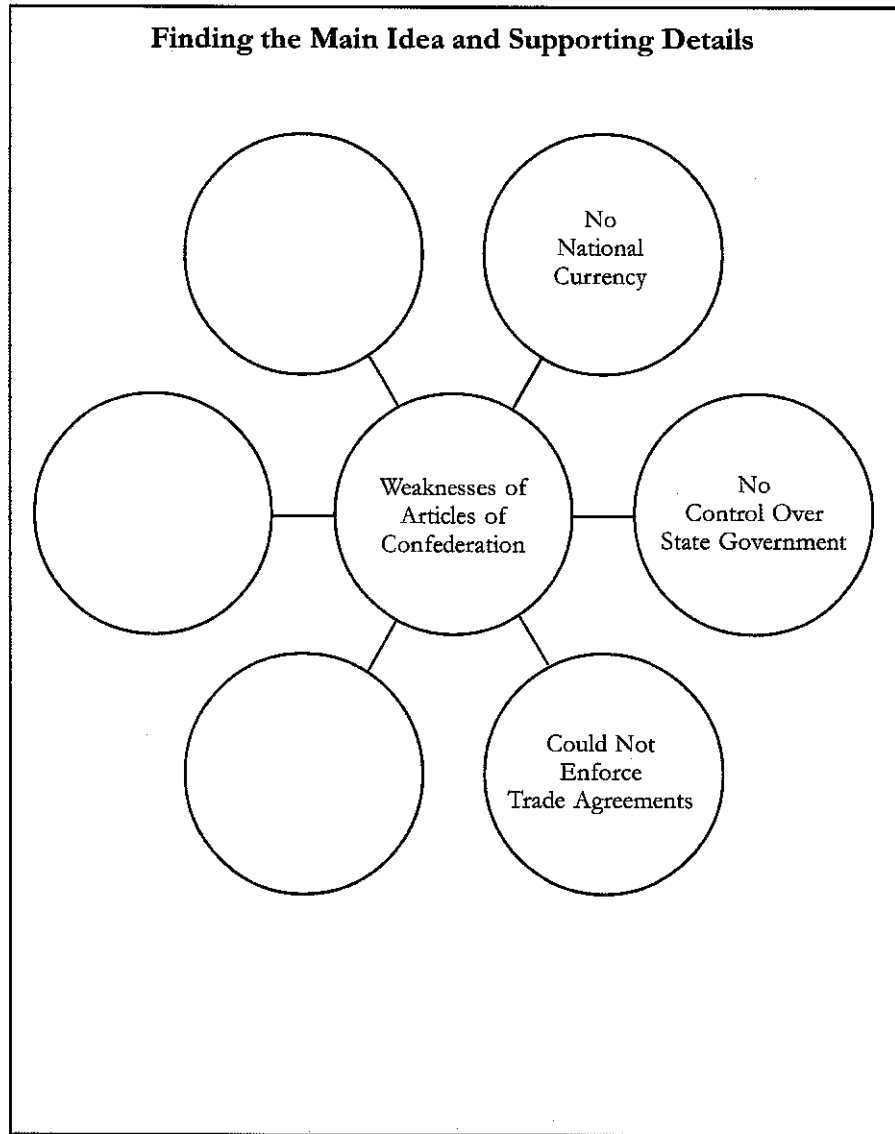 Finding the Main Idea and Supporting Details
No
National
Currency
Weaknesses of
Articles of
Confederation
No
Control Over
State Government
Could Not
Enforce
Trade Agreements